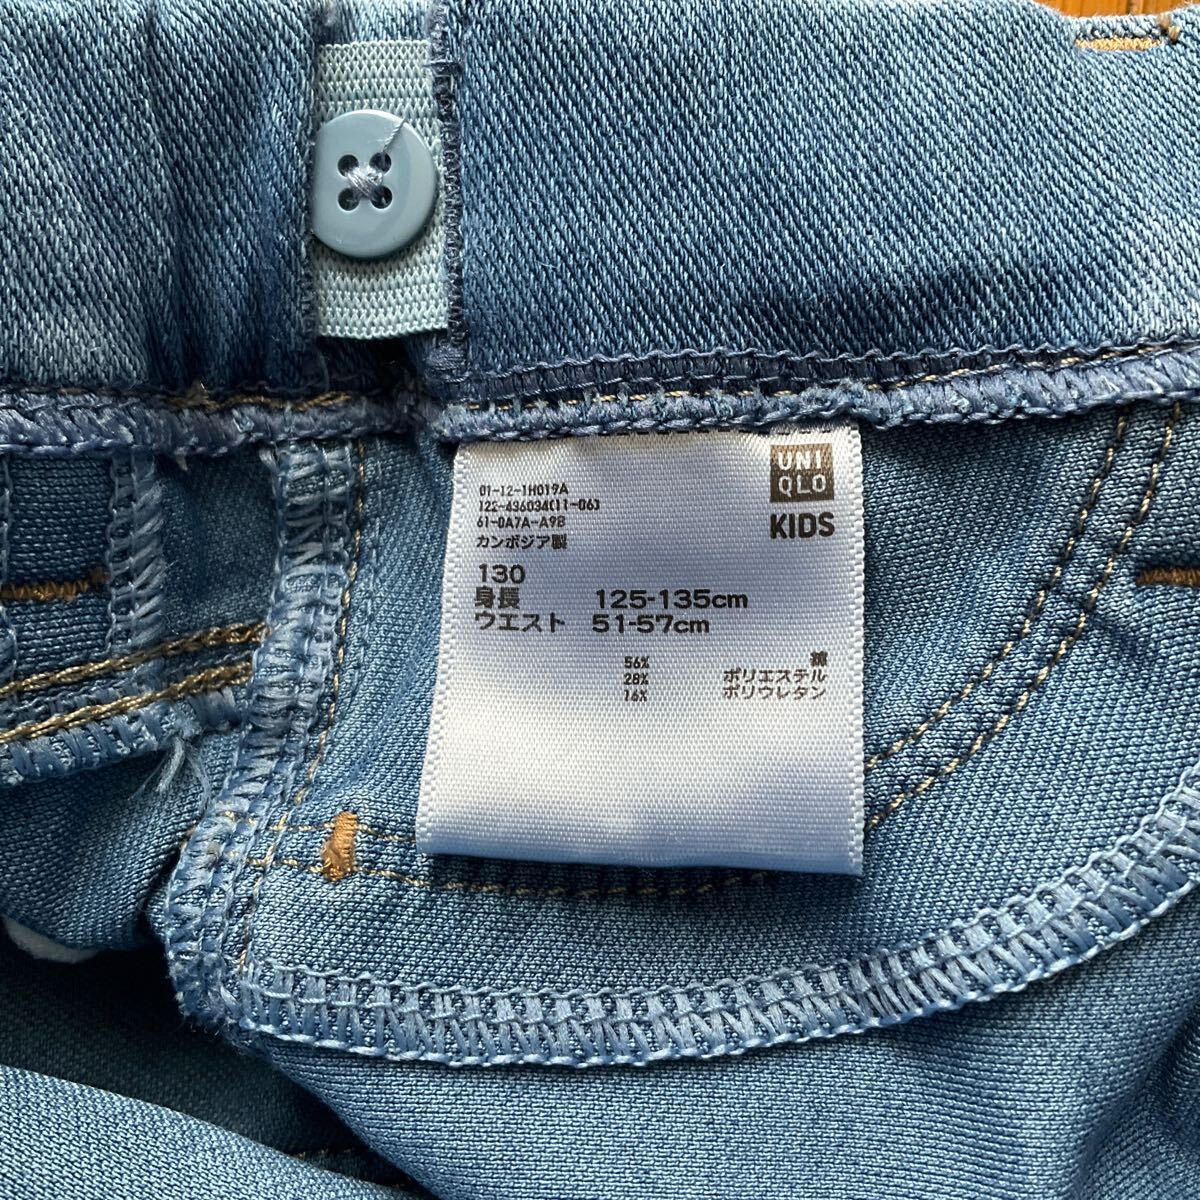 UNI
QLO
KIDS
01-12-1H019A
122-436034(11-06)
61-0A7A-A9B
カンボジア製
130
身長 125-135cm
ウエスト 51-57cm
56% 綿
28% ポリエステル
16% ポリウレタン